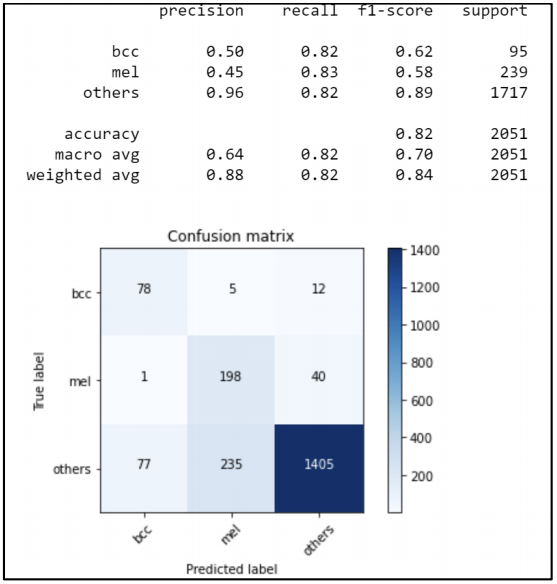 precision recall f1-score support
bcc 0.50 0.82 0.62 95
mel 0.45 0.83 0.58 239
others 0.96 0.82 0.89 1717
accuracy 0.82 2051
macro avg 0.64 0.82 0.70 2051
weighted avg 0.88 0.82 0.84 2051
Confusion matrix
True label
bcc 78 5 12
mel 1 198 40
others 77 235 1405
bcc mel others
Predicted label
1400
1200
1000
800
600
400
200